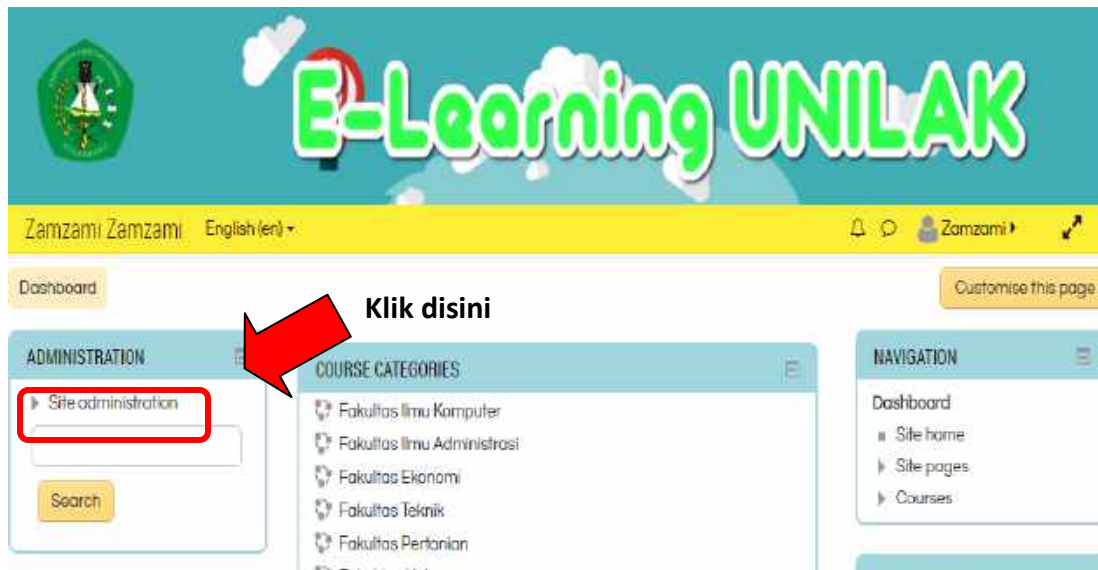 E-Learning UNILAK
Zamzami Zamzami English (en)
Zamzami
Dashboard
Customise this page
Klik disini
ADMINISTRATION
Site administration
Search
COURSE CATEGORIES
Fakultas Ilmu Komputer
Fakultas Ilmu Administrasi
Fakultas Ekonomi
Fakultas Teknik
Fakultas Pertanian
NAVIGATION
Dashboard
Site home
Site pages
Courses